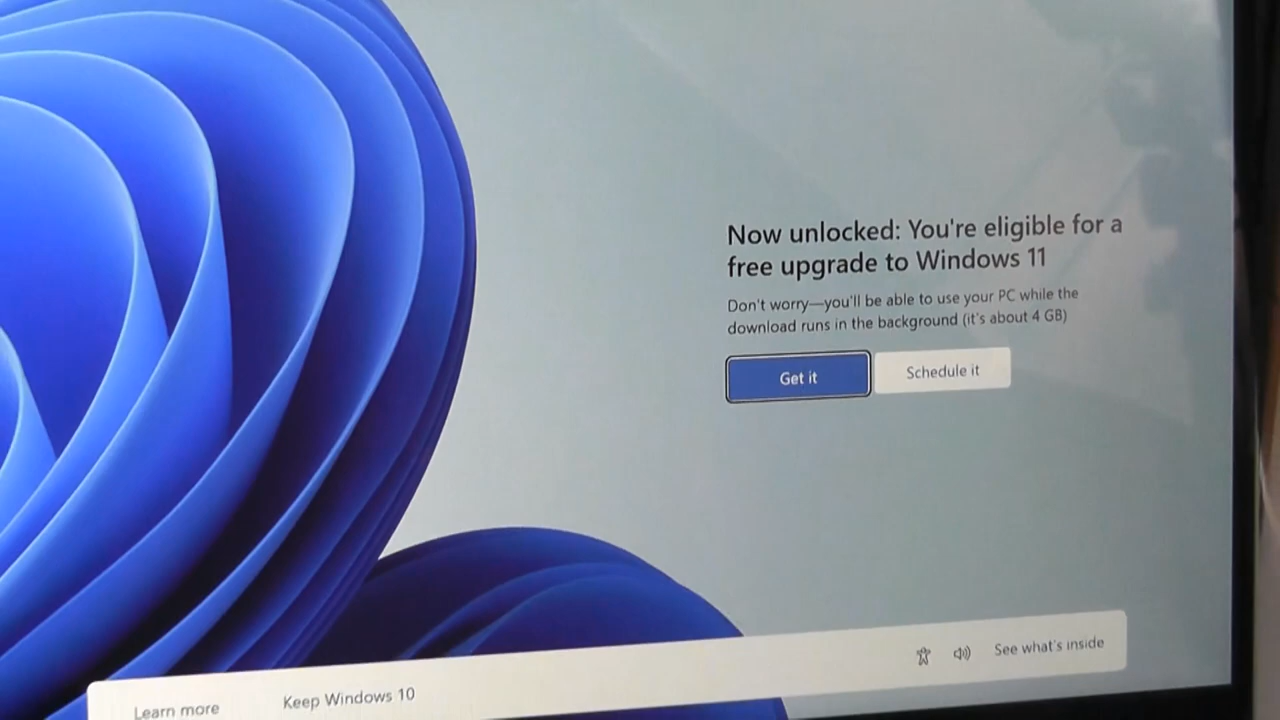 Now unlocked: You're eligible for a
free upgrade to Windows 11
Don't worry—you'll be able to use your PC while the
download runs in the background (it's about 4 GB)
Get it
Schedule it
Learn more
Keep Windows 10
See what's inside